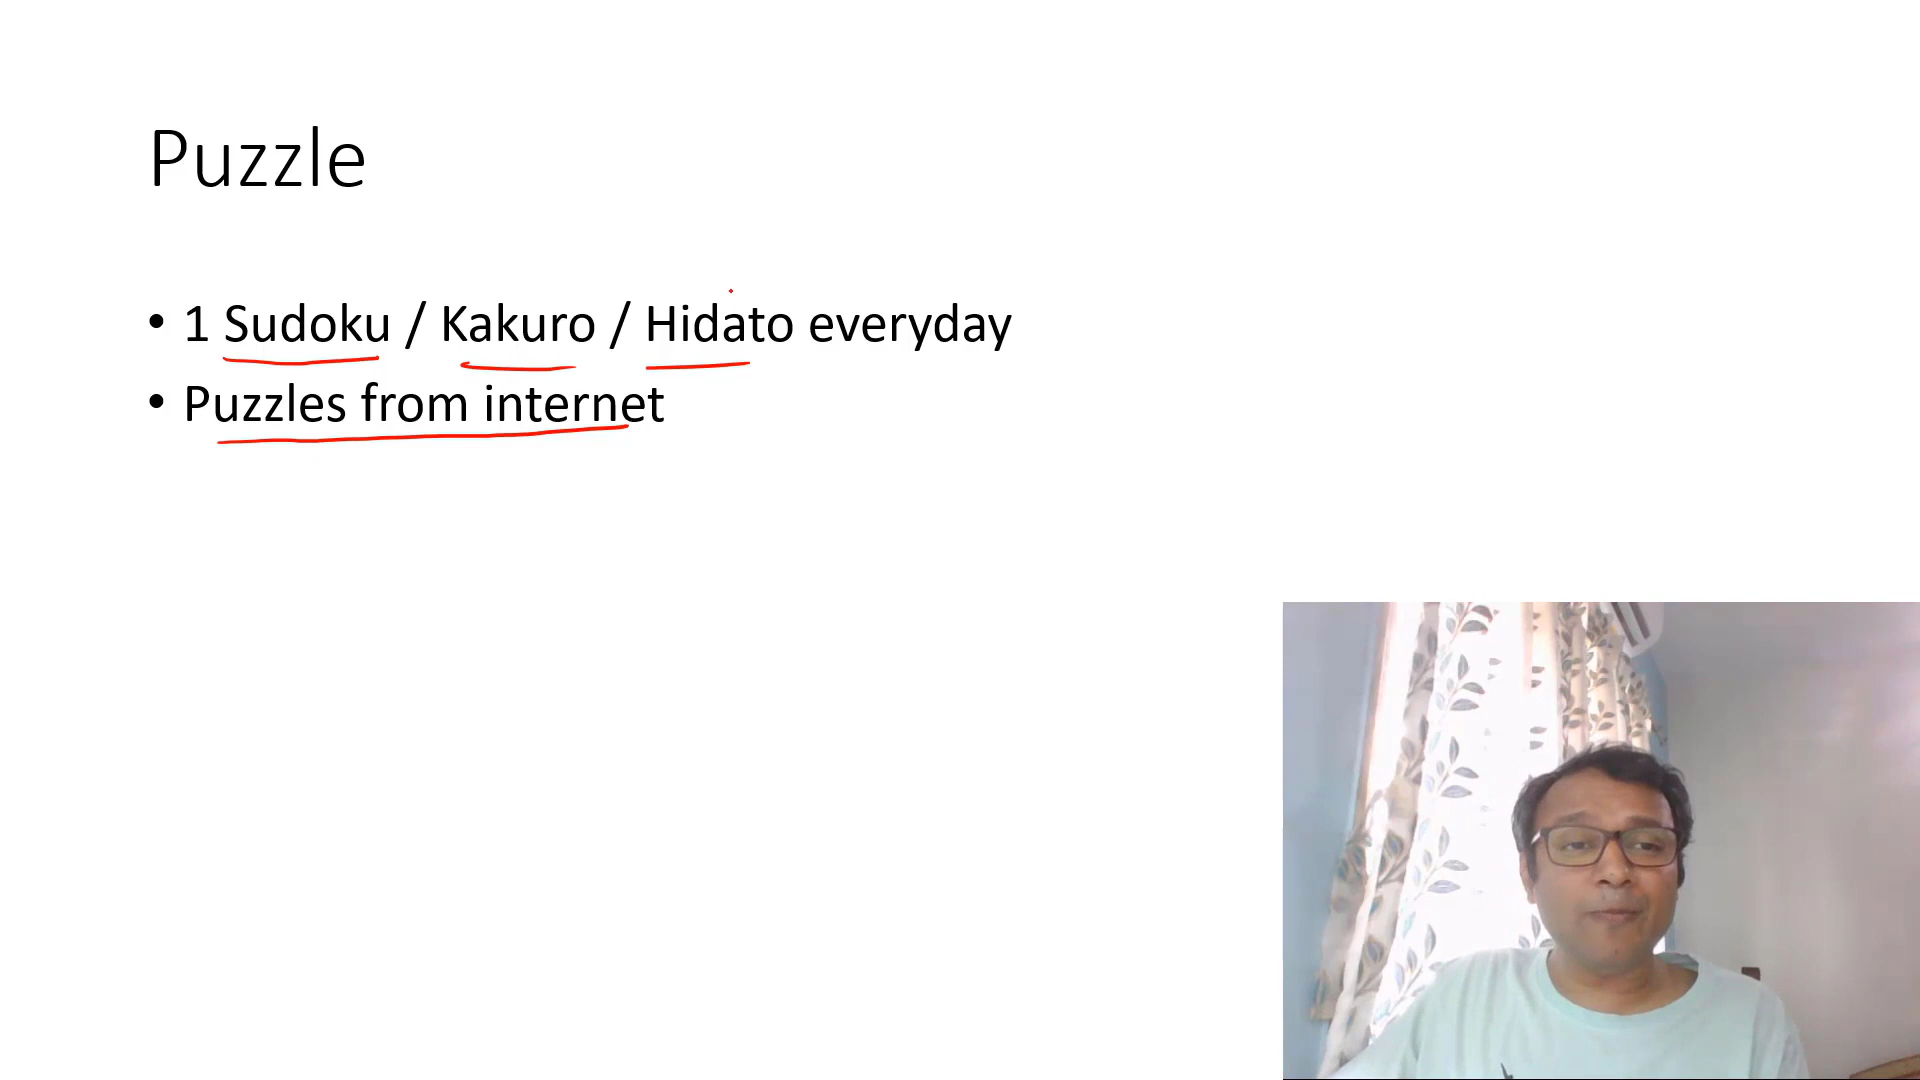 Puzzle
• 1 Sudoku / Kakuro / Hidato everyday
• Puzzles from internet